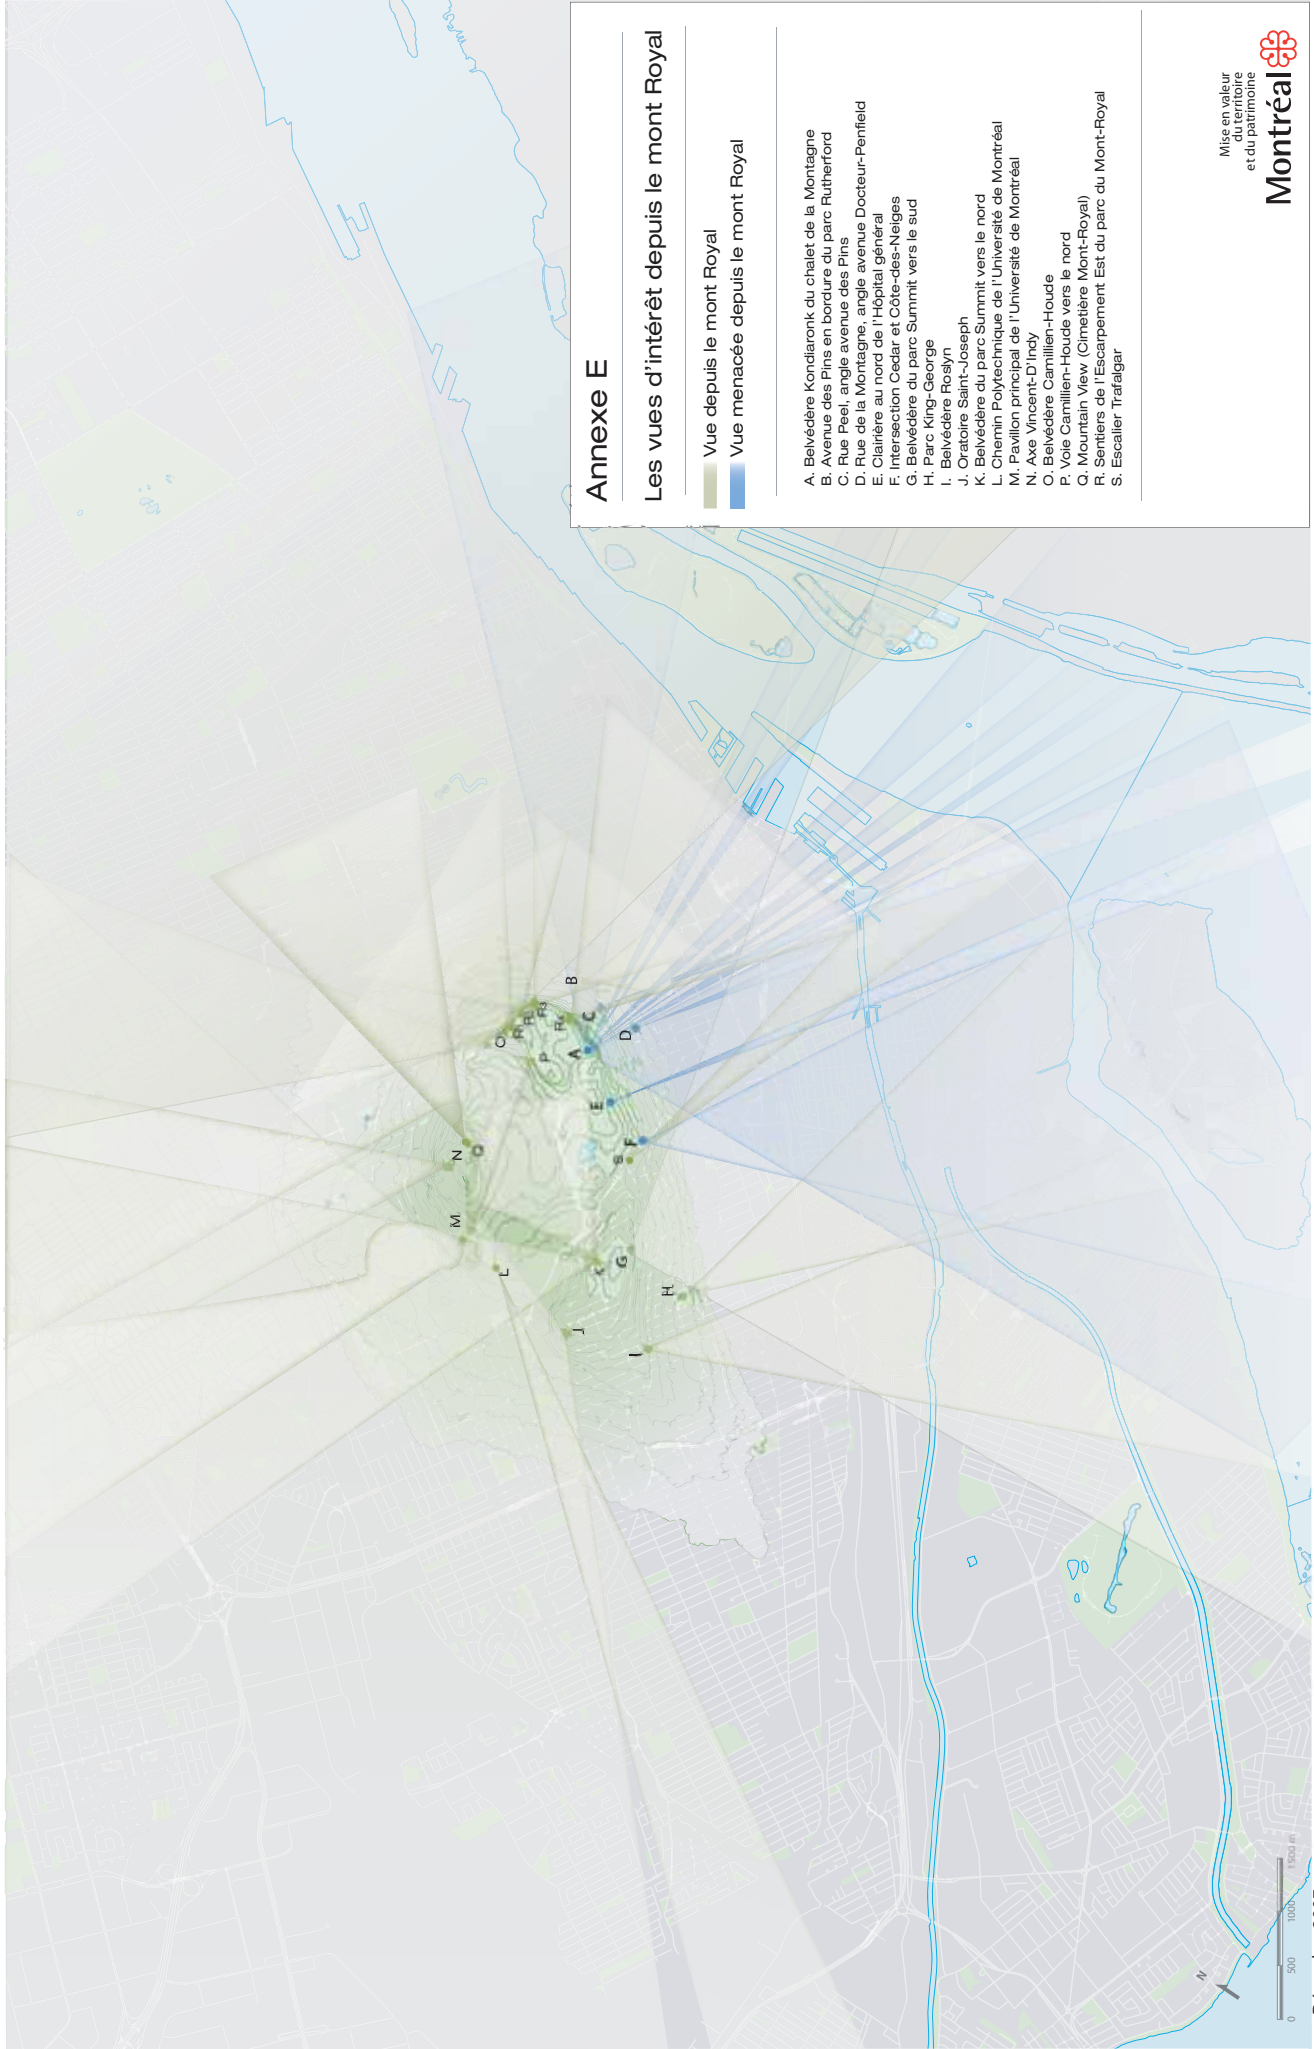 Annexe E
Les vues d'intérêt depuis le mont Royal
Vue depuis le mont Royal
Vue menacée depuis le mont Royal
A. Belvédère Kondiaronk du chalet de la Montagne
B. Avenue des Pins en bordure du parc Rutherford
C. Rue Peel, angle avenue des Pins
D. Rue de la Montagne, angle avenue Docteur-Penfield
E. Clairière au nord de l'Hôpital général
F. Intersection Cedar et Côte-des-Neiges
G. Belvédère du parc Summit vers le sud
H. Parc King-George
I. Belvédère Roslyn
J. Oratoire Saint-Joseph
K. Belvédère du parc Summit vers le nord
L. Chemin Polytechnique de l'Université de Montréal
M. Pavillon principal de l'Université de Montréal
N. Axe Vincent-D'Indy
O. Belvédère Camillien-Houde
P. Voie Camillien-Houde vers le nord
Q. Mountain View (Cimetière Mont-Royal)
R. Sentiers de l'Escarpement Est du parc du Mont-Royal
S. Escalier Trafalgar
Mise en valeur
du territoire
et du patrimoine
Montréal
N
M
L
Q
O
P
R3
B
C
A
D
E
F
S
G
K
H
I
J
N
0 500 1000 1500 m